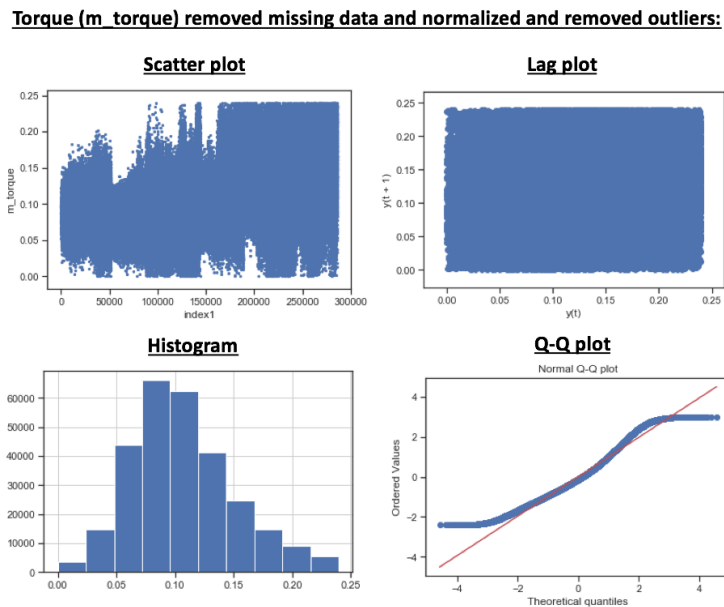 Torque (m_torque) removed missing data and normalized and removed outliers:
Scatter plot
0.25
0.20
0.15
0.10
0.05
0.00
m_torque
0 50000 100000 150000 200000 250000 300000
index1
Lag plot
0.25
0.20
0.15
0.10
0.05
0.00
y(t + 1)
0.00 0.05 0.10 0.15 0.20 0.25
y(t)
Histogram
60000
50000
40000
30000
20000
10000
0
0.00 0.05 0.10 0.15 0.20 0.25
Q-Q plot
Normal Q-Q plot
4
2
0
−2
−4
Ordered Values
−4 −2 0 2 4
Theoretical quantiles